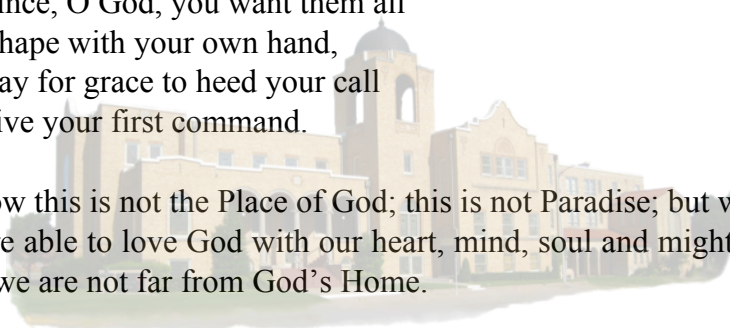 ince, O God, you want them all
hape with your own hand,
ay for grace to heed your call
ive your first command.
ow this is not the Place of God; this is not Paradise; but w
able to love God with our heart, mind, soul and might
we are not far from God’s Home.